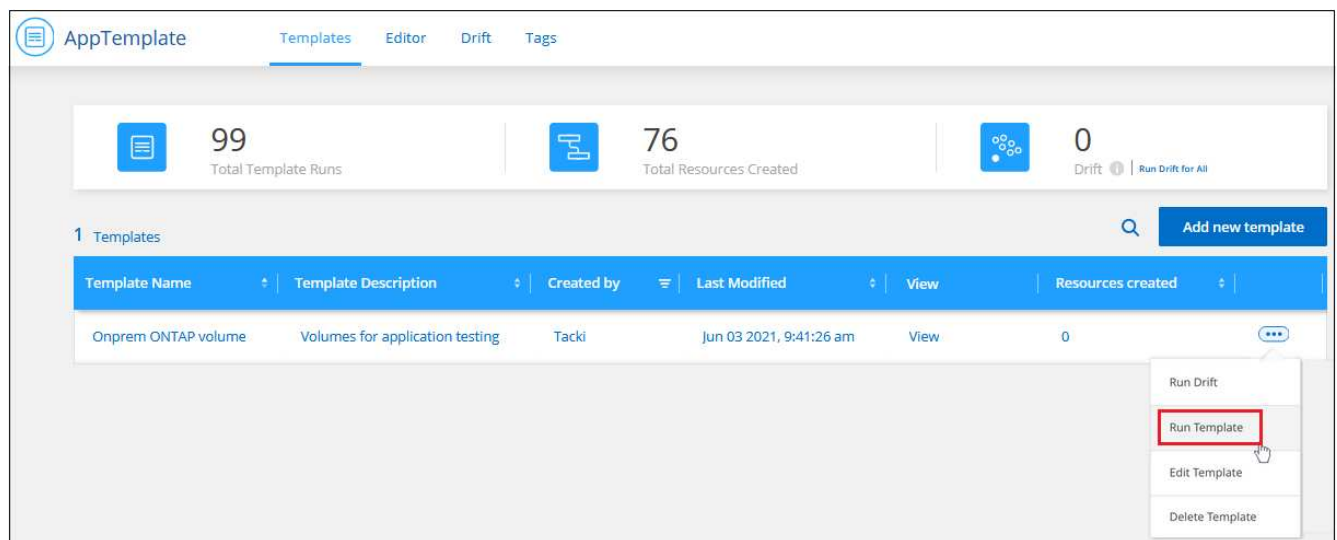 AppTemplate Templates Editor Drift Tags
99
Total Template Runs
76
Total Resources Created
0
Drift Run Drift for All
1 Templates
Add new template
Template Name Template Description Created by Last Modified View Resources created
Onprem ONTAP volume Volumes for application testing Tacki Jun 03 2021, 9:41:26 am View 0
Run Drift
Run Template
Edit Template
Delete Template